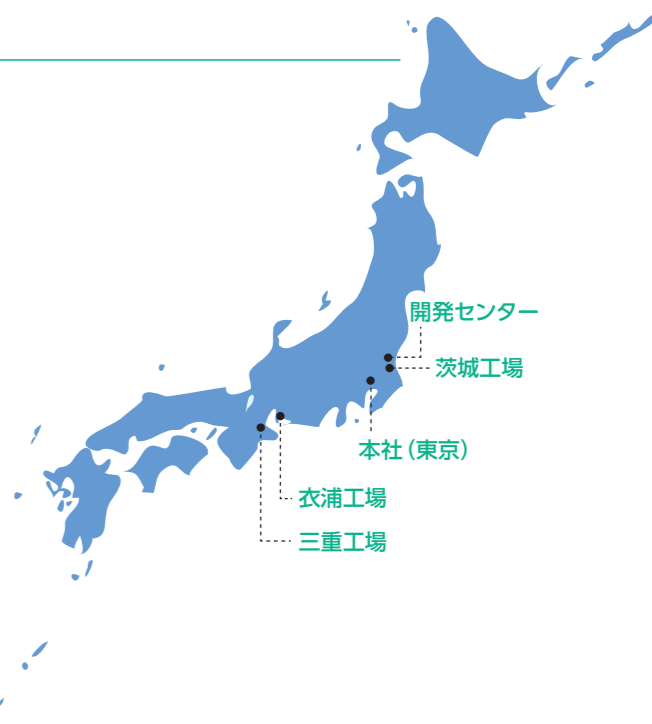 開発センター
茨城工場
本社（東京）
衣浦工場
三重工場